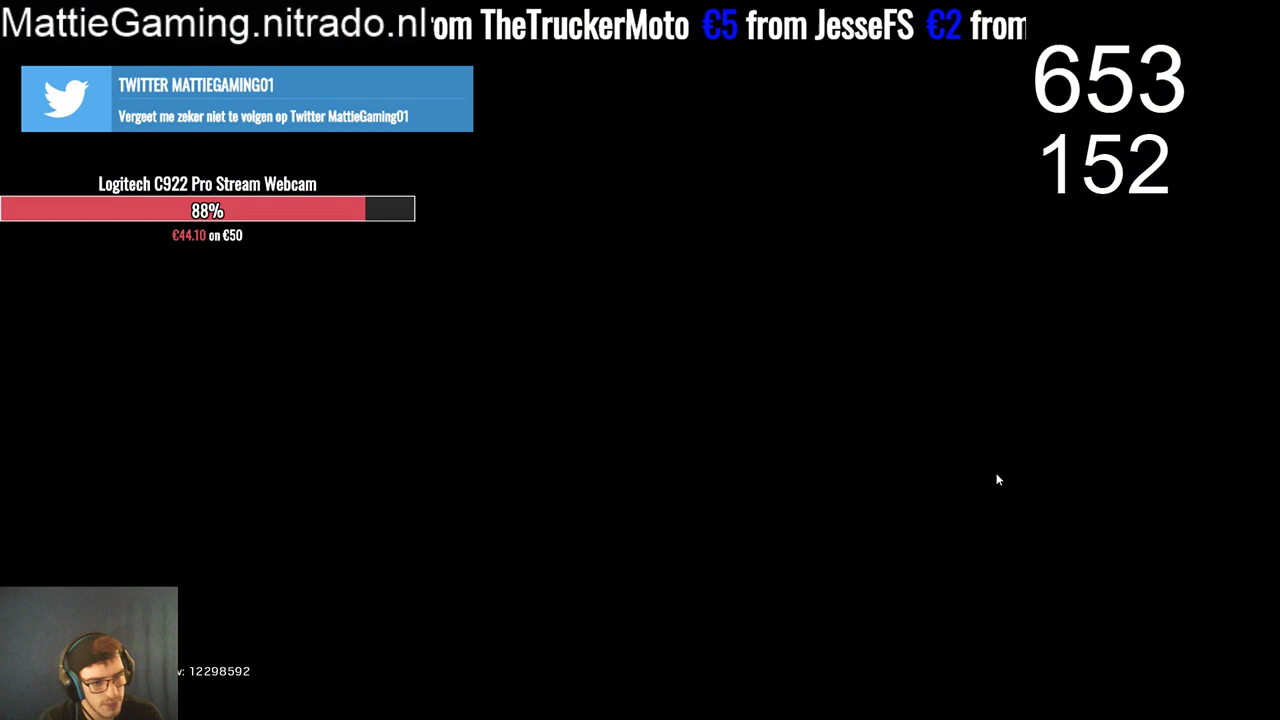 MattieGaming.nitrado.nl
om TheTruckerMoto €5 from JesseFS €2 from
653
152
TWITTER MATTIEGAMING01
Vergeet me zeker niet te volgen op Twitter MattieGaming01
Logitech C922 Pro Stream Webcam
88%
€44.10 on €50
v: 12298592